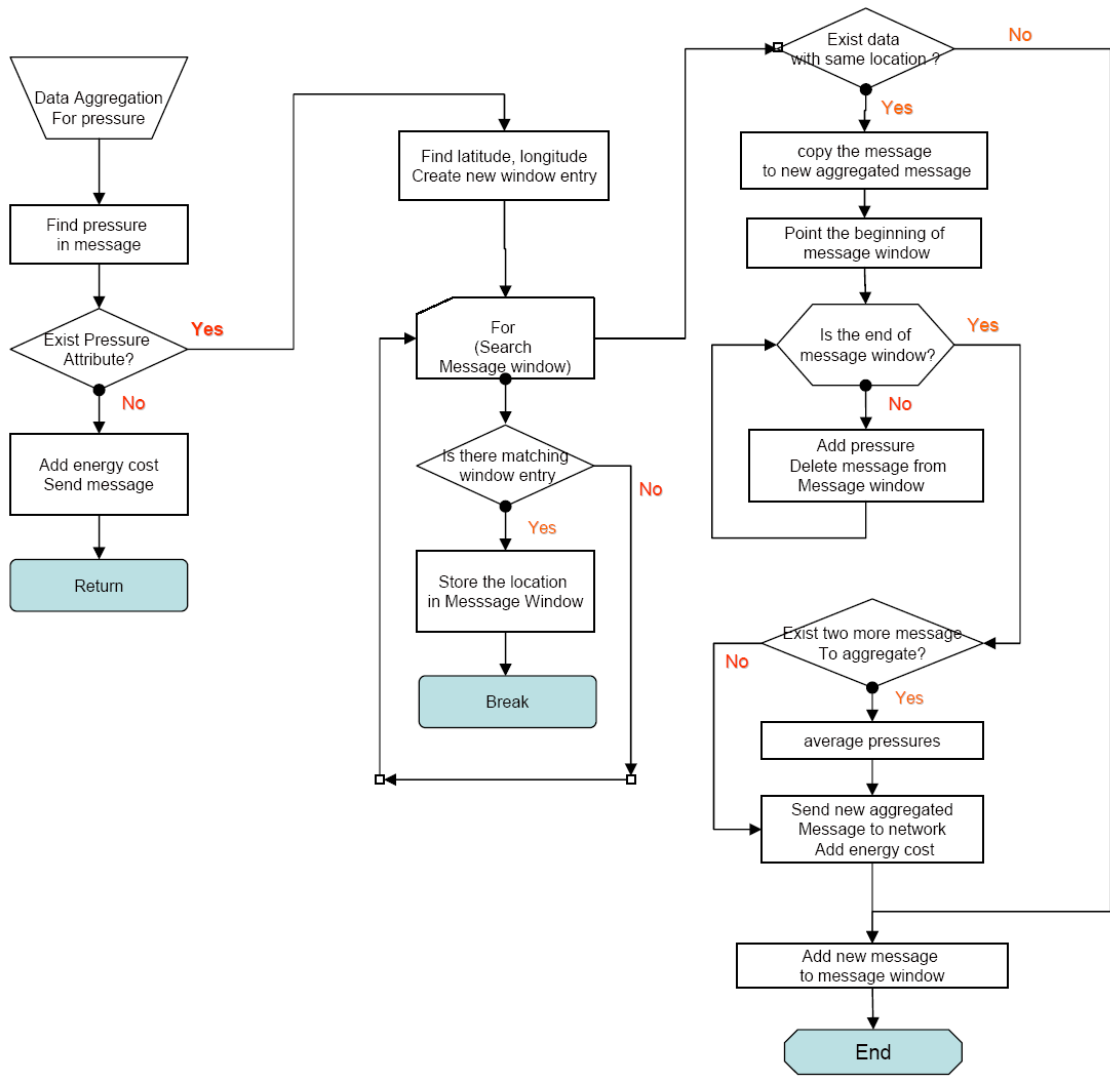 Data Aggregation
For pressure
Find pressure
in message
Exist Pressure
Attribute?
Yes
No
Add energy cost
Send message
Return
Find latitude, longitude
Create new window entry
For
(Search
Message window)
Is there matching
window entry
No
Yes
Store the location
in Messsage Window
Break
Exist data
with same location ?
No
Yes
copy the message
to new aggregated message
Point the beginning of
message window
Is the end of
message window?
Yes
No
Add pressure
Delete message from
Message window
Exist two more message
To aggregate?
No
Yes
average pressures
Send new aggregated
Message to network
Add energy cost
Add new message
to message window
End